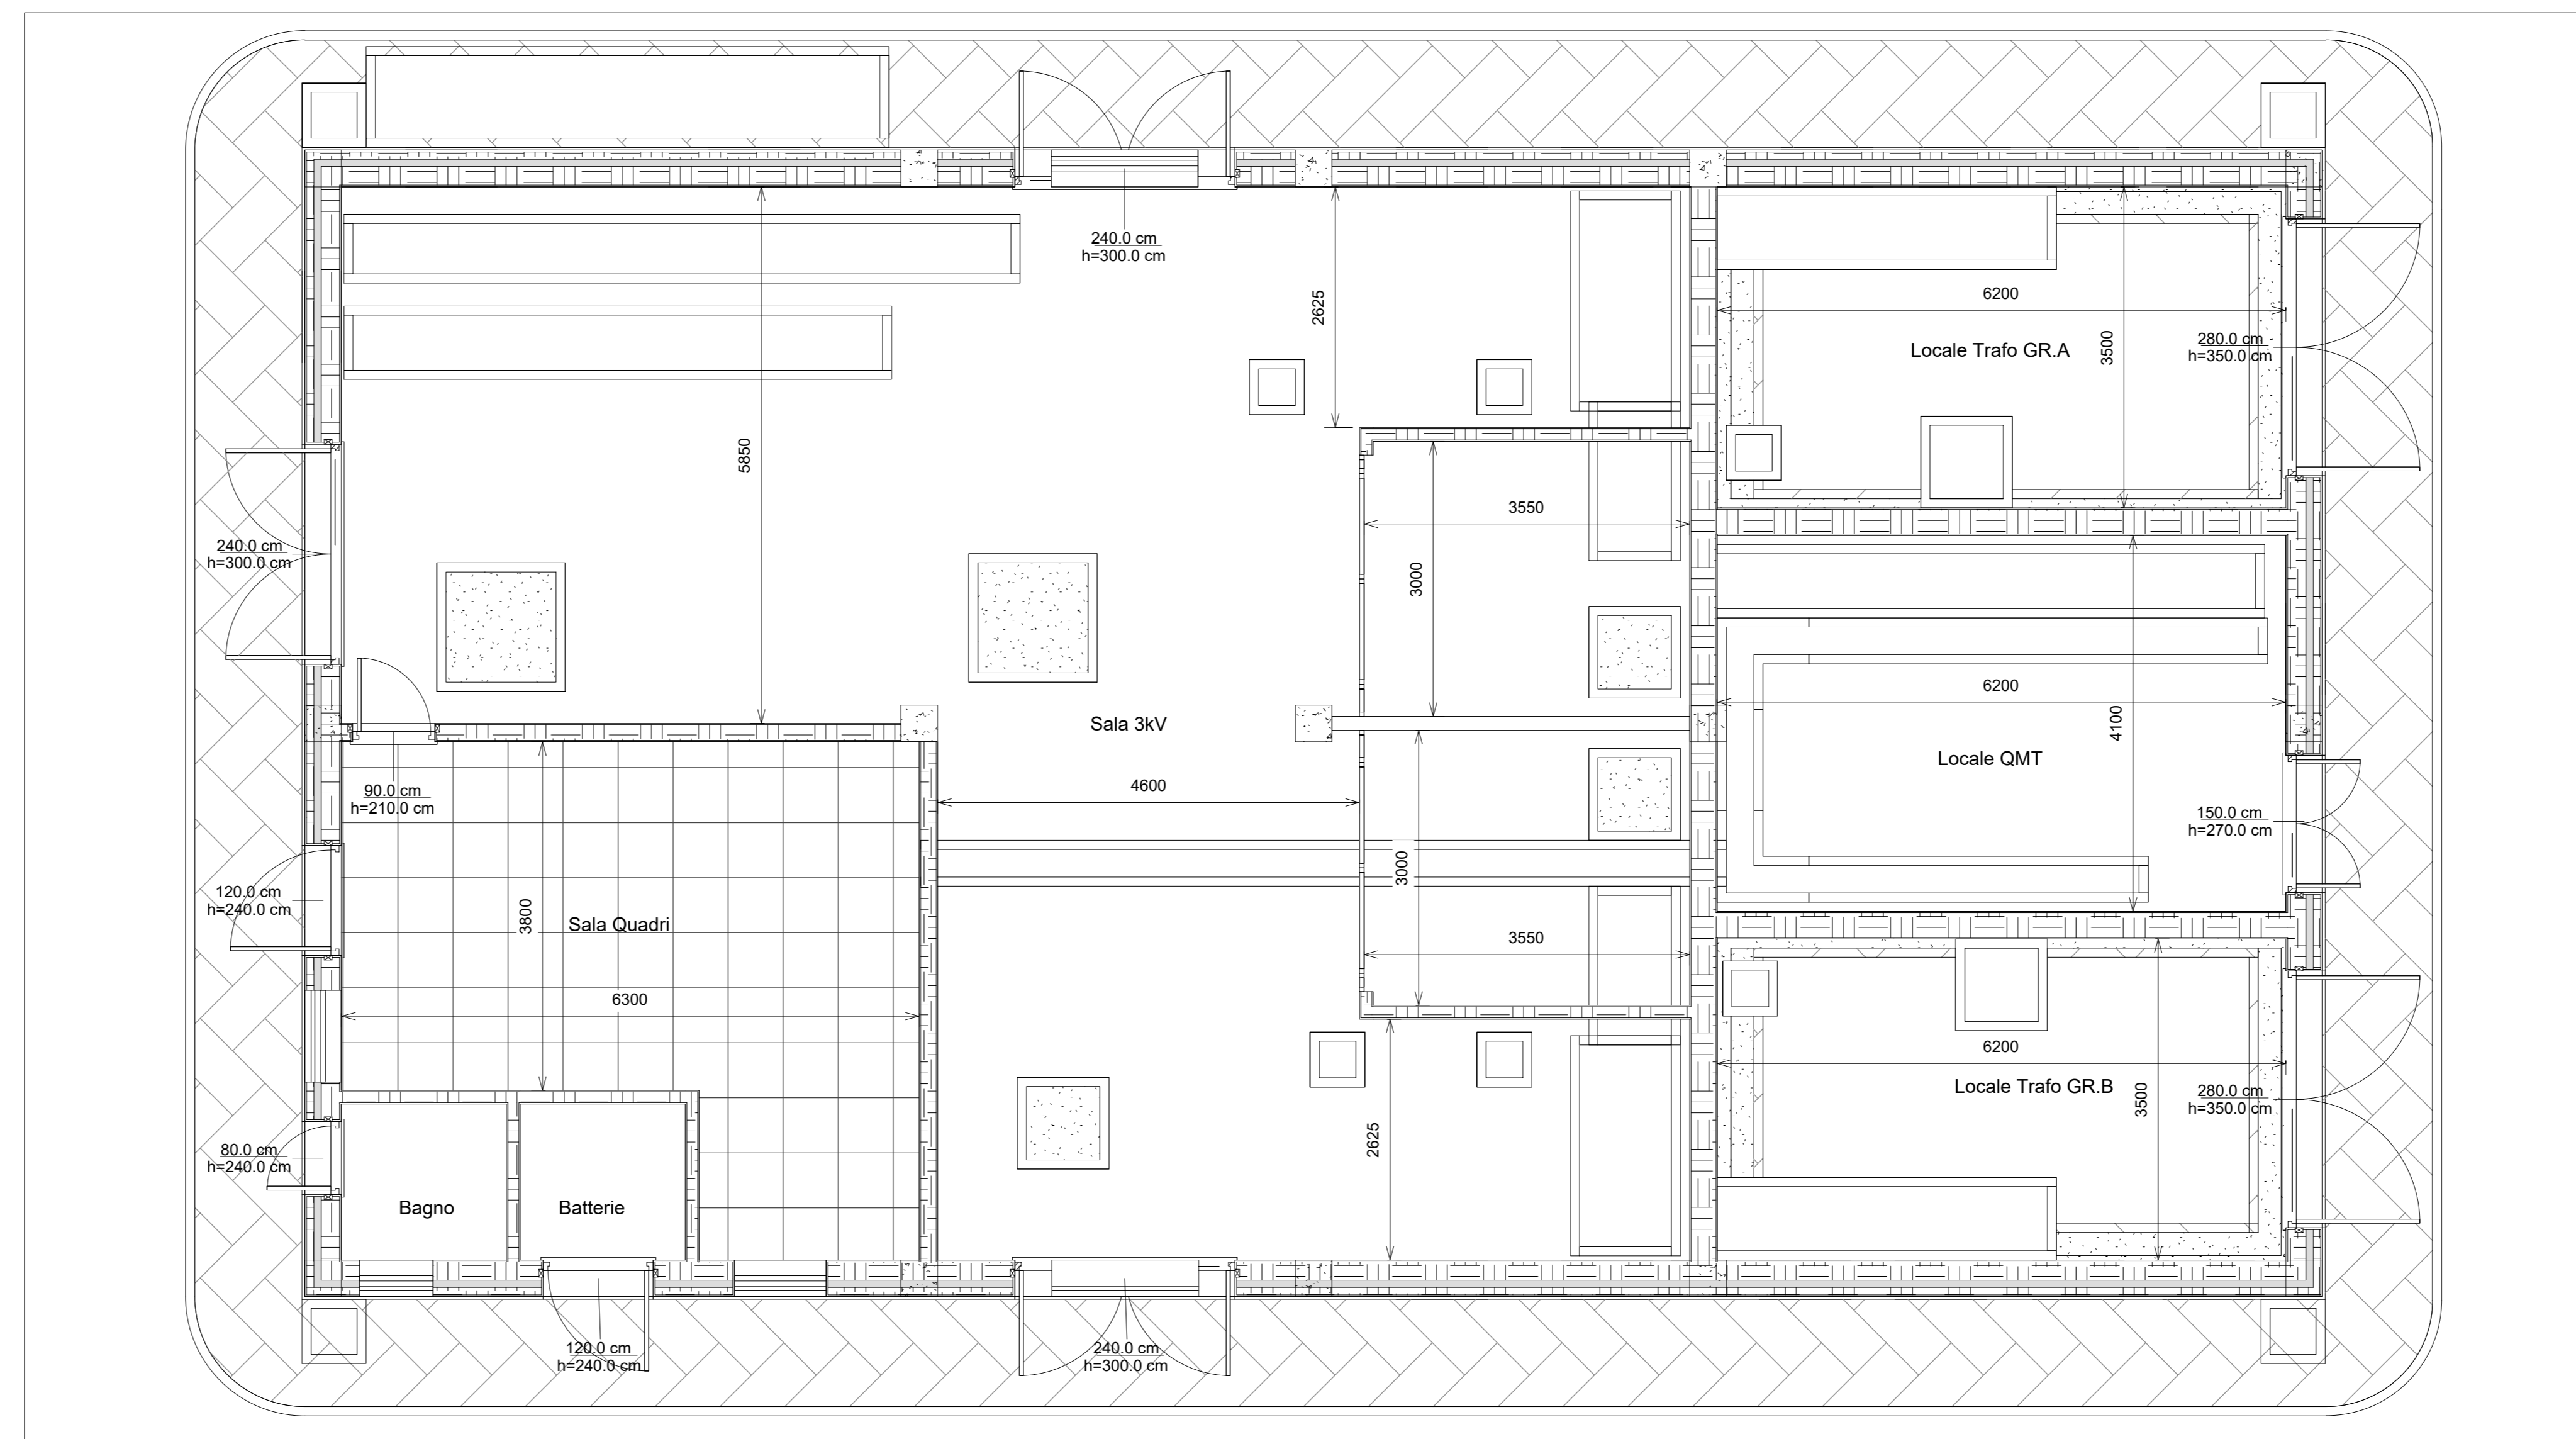 240.0 cm
h=300.0 cm
2625
6200
Locale Trafo GR.A
3500
280.0 cm
h=350.0 cm
5850
3550
240.0 cm
h=300.0 cm
3000
6200
4100
Sala 3kV
Locale QMT
90.0 cm
h=210.0 cm
4600
150.0 cm
h=270.0 cm
3000
120.0 cm
h=240.0 cm
3800
Sala Quadri
3550
6300
6200
Locale Trafo GR.B
3500
280.0 cm
h=350.0 cm
2625
80.0 cm
h=240.0 cm
Bagno
Batterie
120.0 cm
h=240.0 cm
240.0 cm
h=300.0 cm